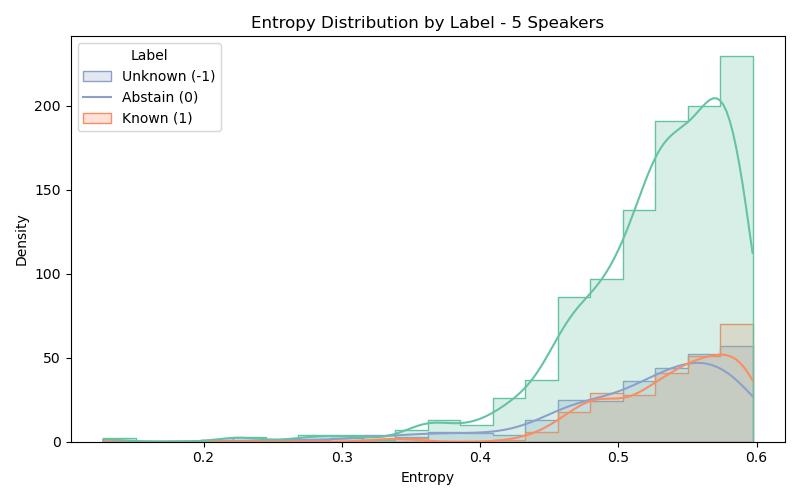 Entropy Distribution by Label - 5 Speakers
Label
Unknown (-1)
Abstain (0)
Known (1)
200
150
100
50
0
Density
0.2
0.3
0.4
0.5
0.6
Entropy